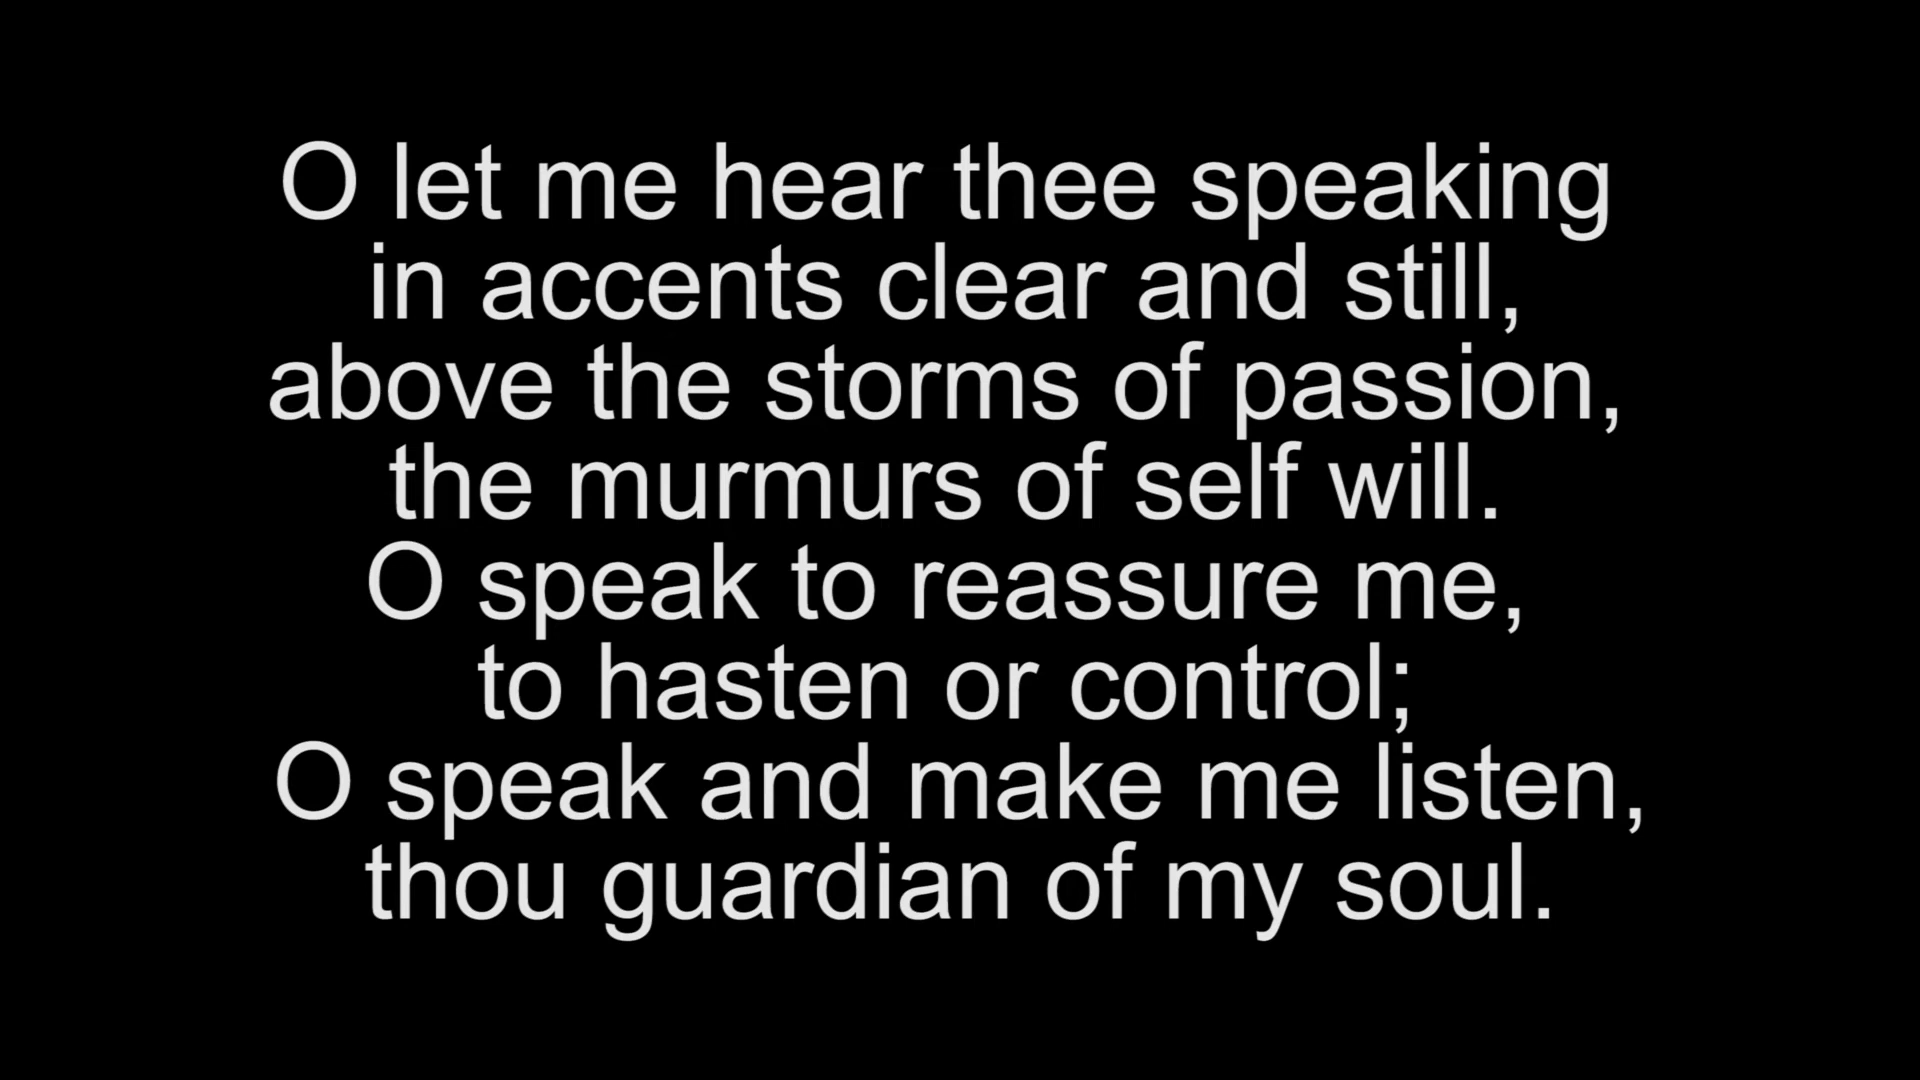 O let me hear thee speaking
in accents clear and still,
above the storms of passion,
the murmurs of self will.
O speak to reassure me,
to hasten or control;
O speak and make me listen,
thou guardian of my soul.